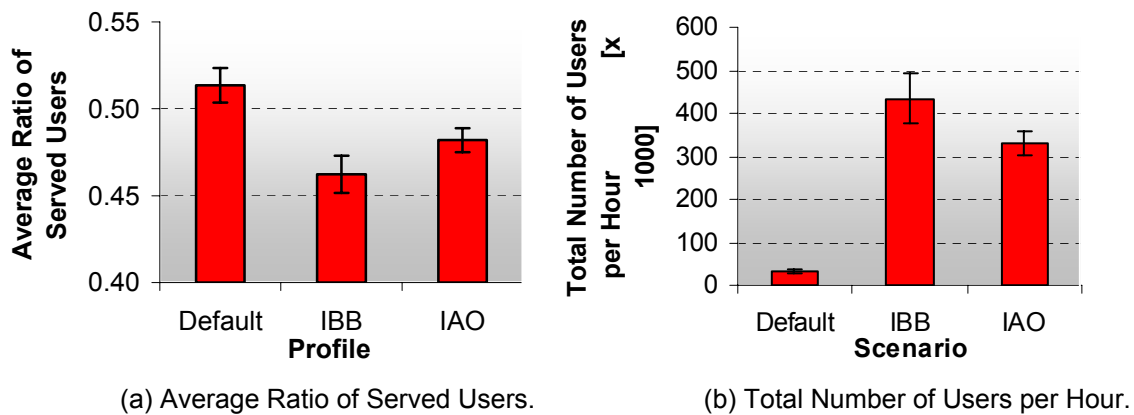 Average Ratio of
Served Users
0.55
0.50
0.45
0.40
Default IBB IAO
Profile
(a) Average Ratio of Served Users.
Total Number of Users
per Hour [x
1000]
600
500
400
300
200
100
0
Default IBB IAO
Scenario
(b) Total Number of Users per Hour.